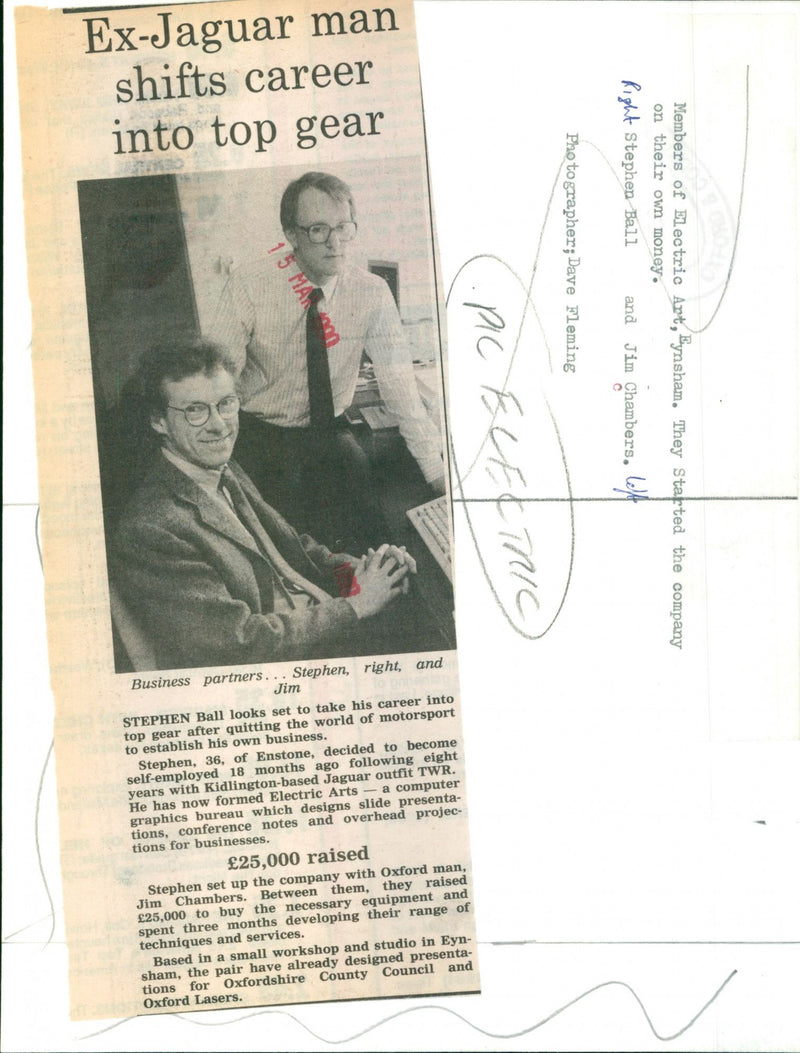 Ex-Jaguar man
shifts career
into top gear
15 MAR 1990
Business partners... Stephen, right, and
Jim
STEPHEN Ball looks set to take his career into
top gear after quitting the world of motorsport
to establish his own business.
Stephen, 36, of Enstone, decided to become
self-employed 18 months ago following eight
years with Kidlington-based Jaguar outfit TWR.
He has now formed Electric Arts — a computer
graphics bureau which designs slide presenta-
tions, conference notes and overhead projec-
tions for businesses.
£25,000 raised
Stephen set up the company with Oxford man,
Jim Chambers. Between them, they raised
£25,000 to buy the necessary equipment and
spent three months developing their range of
techniques and services.
Based in a small workshop and studio in Eyn-
sham, the pair have already designed presenta-
tions for Oxfordshire County Council and
Oxford Lasers.
Members of Electric Art, Eynsham. They Started the company
on their own money.
Right Stephen Ball and Jim Chambers. left
c
Photographer; Dave Fleming
PIC ELECTRIC